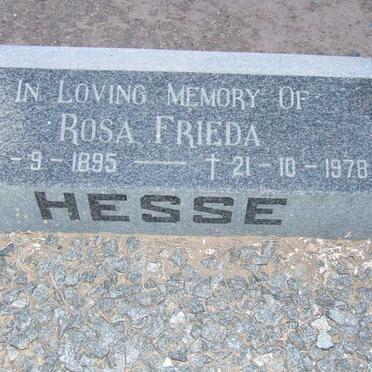 IN LOVING MEMORY OF
ROSA FRIEDA
-9-1895 — † 21-10-1978
HESSE